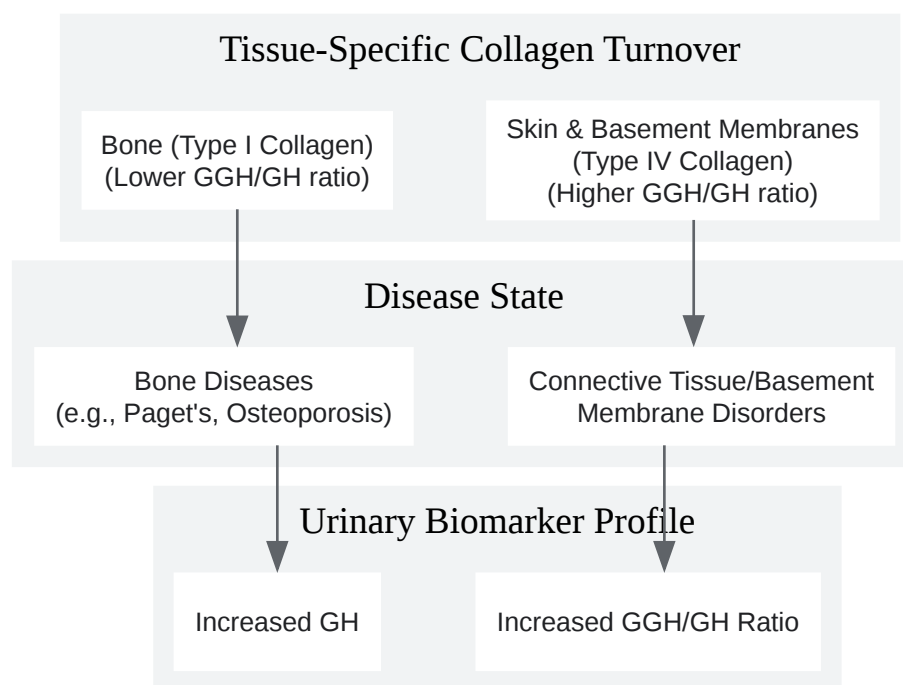 Tissue-Specific Collagen Turnover
Bone (Type I Collagen)
(Lower GGH/GH ratio)
Skin & Basement Membranes
(Type IV Collagen)
(Higher GGH/GH ratio)
Disease State
Bone Diseases
(e.g., Paget's, Osteoporosis)
Connective Tissue/Basement
Membrane Disorders
Urinary Biomarker Profile
Increased GH
Increased GGH/GH Ratio